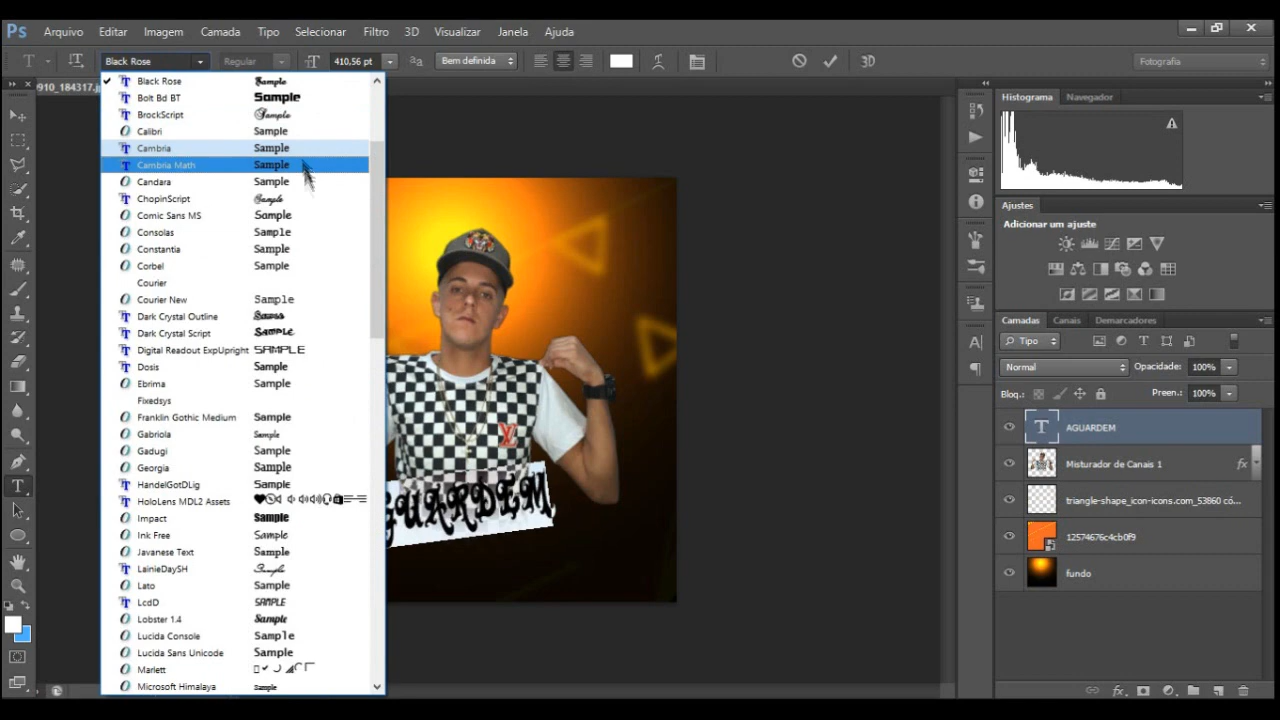 Ps Arquivo Editar Imagem Camada Tipo Selecionar Filtro 3D Visualizar Janela Ajuda
T Black Rose Regular 410,56 pt aa Bem definida 3D Fotografia
0910_184317.j
Black Rose Sample
Bolt Bd BT Sample
BrockScript Sample
Calibri Sample
Cambria Sample
Cambria Math Sample
Candara Sample
ChopinScript Sample
Comic Sans MS Sample
Consolas Sample
Constantia Sample
Corbel Sample
Courier
Courier New Sample
Dark Crystal Outline
Dark Crystal Script SAMPLE
Digital Readout ExpUpright SAMPLE
Dosis Sample
Ebrima Sample
Fixedsys
Franklin Gothic Medium Sample
Gabriola Sample
Gadugi Sample
Georgia Sample
HandelGotDLig Sample
HoloLens MDL2 Assets
Impact Sample
Ink Free Sample
Javanese Text Sample
LainieDaySH Sample
Lato Sample
LcdD SAMPLE
Lobster 1.4 Sample
Lucida Console Sample
Lucida Sans Unicode Sample
Marlett
Microsoft Himalaya Sample
GUARDEM
Histograma Navegador
Ajustes
Adicionar um ajuste
Camadas Canais Demarcadores
Tipo
Normal Opacidade: 100%
Bloq.: Preen.: 100%
T AGUARDEM
Misturador de Canais 1 fx
triangle-shape_icon-icons.com_53860 có...
12574676c4cb0f9
fundo